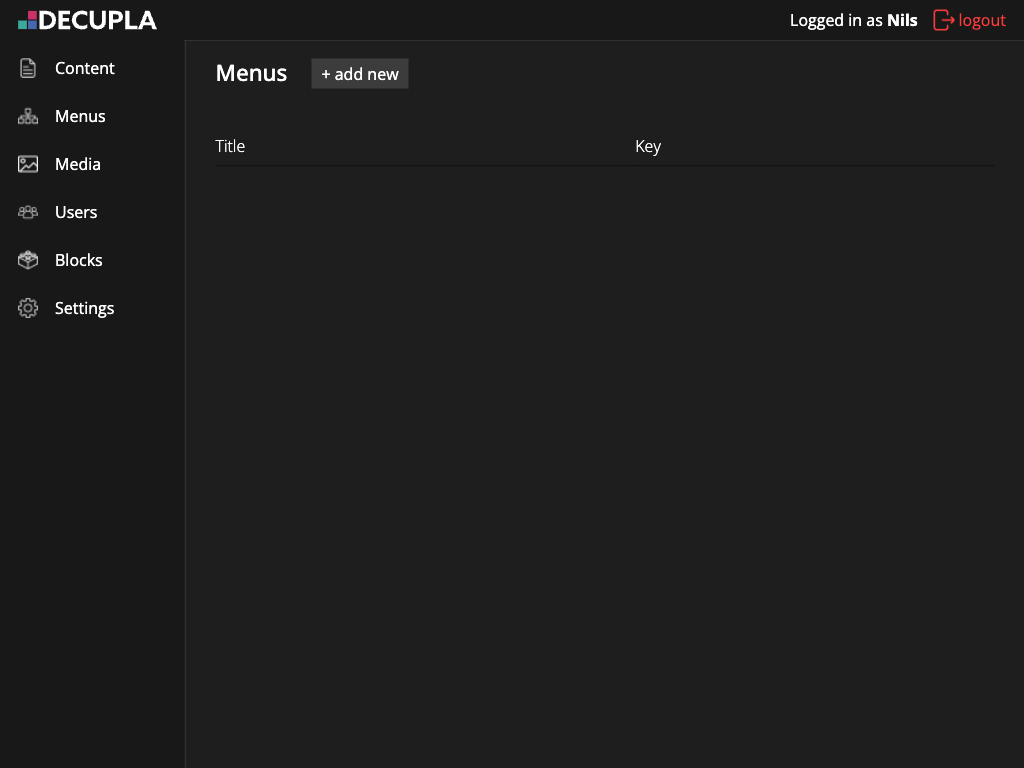 DECUPLA
Logged in as Nils
logout
Content
Menus
Media
Users
Blocks
Settings
Menus
+ add new
Title
Key